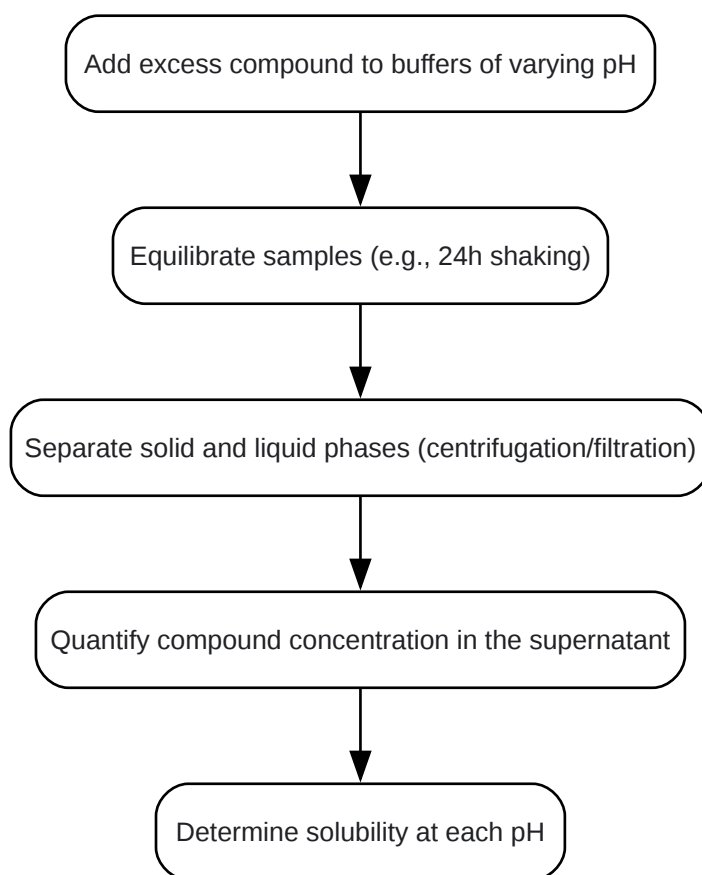 Add excess compound to buffers of varying pH
Equilibrate samples (e.g., 24h shaking)
Separate solid and liquid phases (centrifugation/filtration)
Quantify compound concentration in the supernatant
Determine solubility at each pH